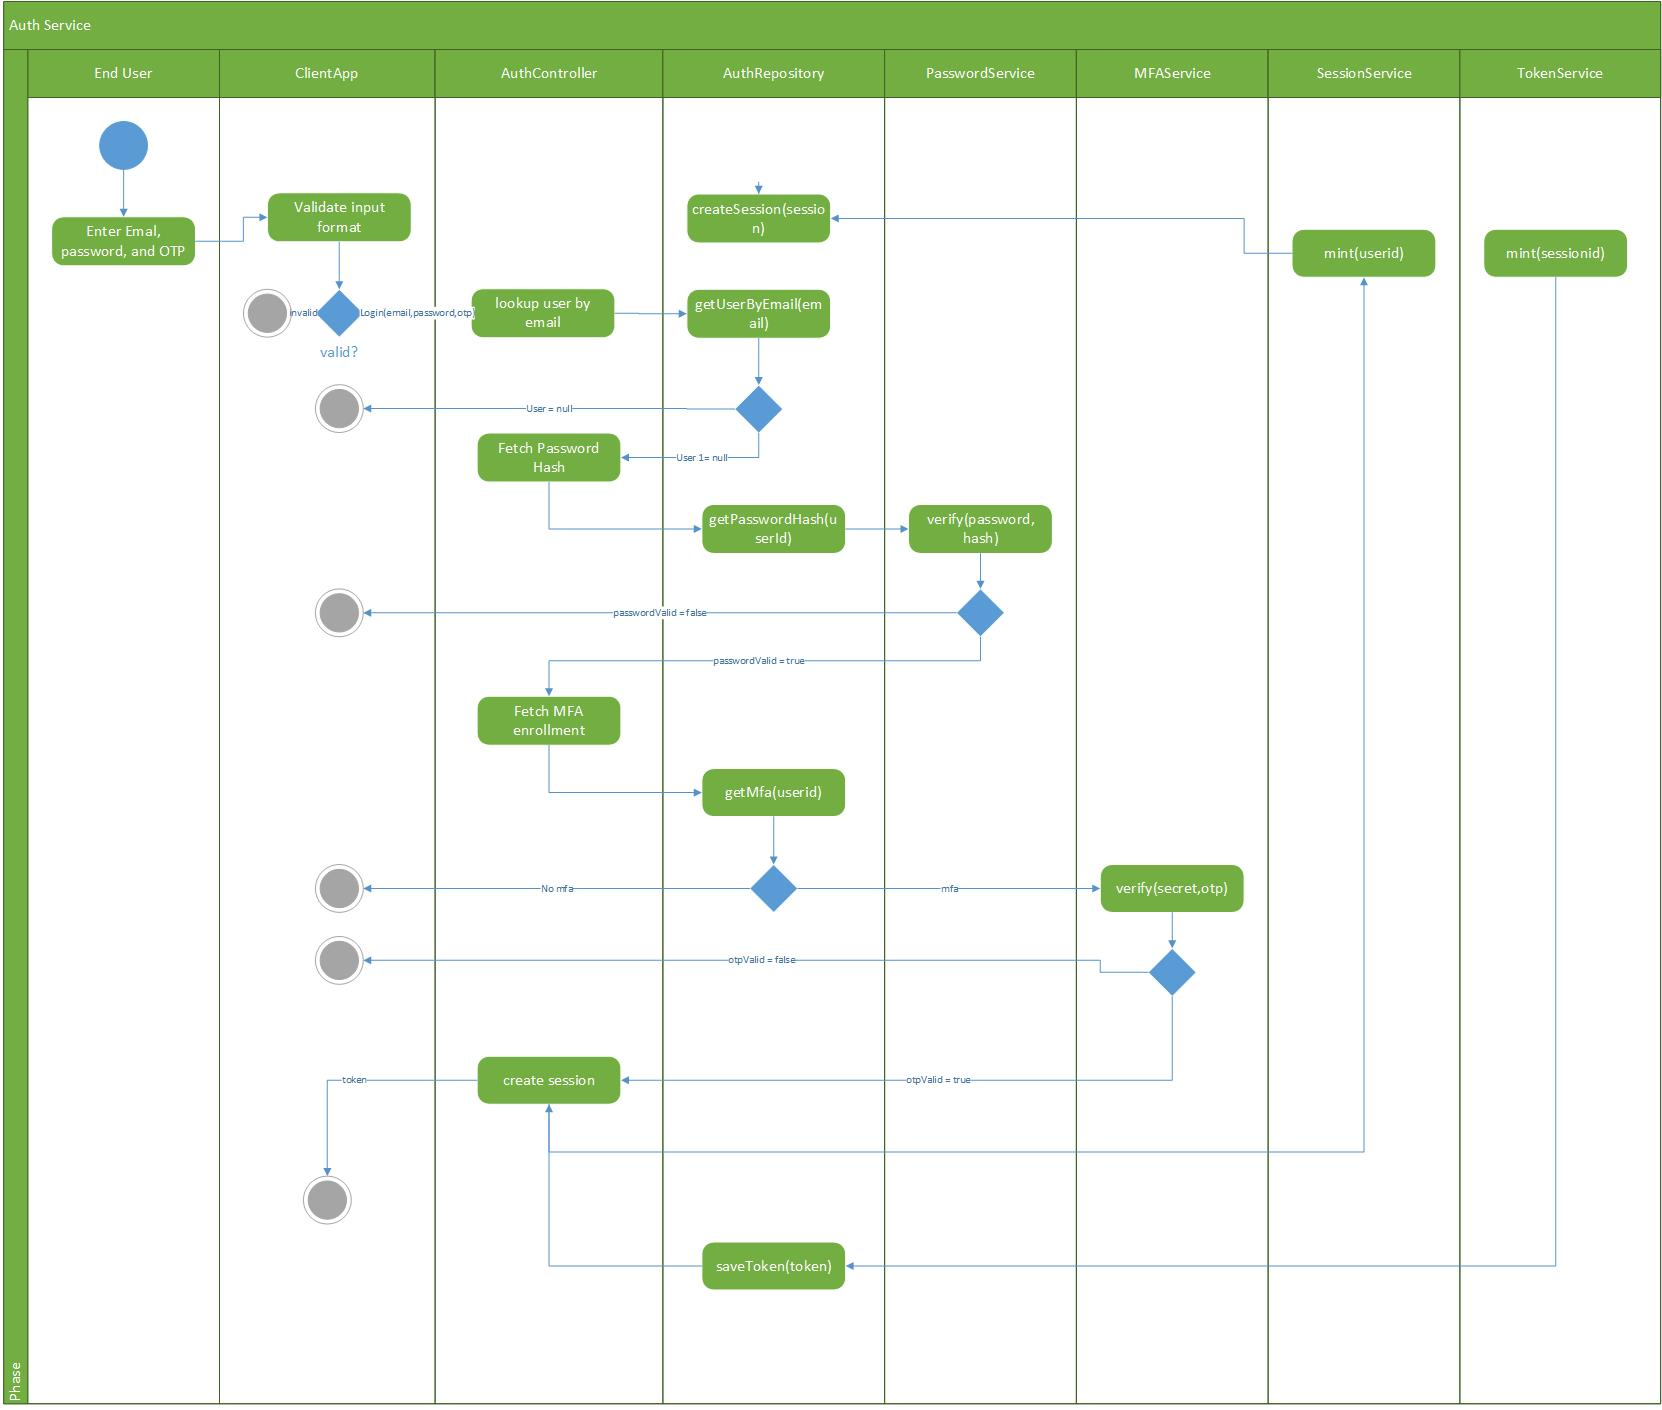 Auth Service
End User
ClientApp
AuthController
AuthRepository
PasswordService
MFAService
SessionService
TokenService
Enter Emal,
password, and OTP
Validate input
format
createSession(sessio
n)
mint(userid)
mint(sessionid)
invalid
Login(email,password,otp)
valid?
lookup user by
email
getUserByEmail(em
ail)
User = null
Fetch Password
Hash
User 1= null
getPasswordHash(u
serId)
verify(password,
hash)
passwordValid = false
passwordValid = true
Fetch MFA
enrollment
getMfa(userid)
No mfa
mfa
verify(secret,otp)
otpValid = false
token
create session
otpValid = true
saveToken(token)
Phase